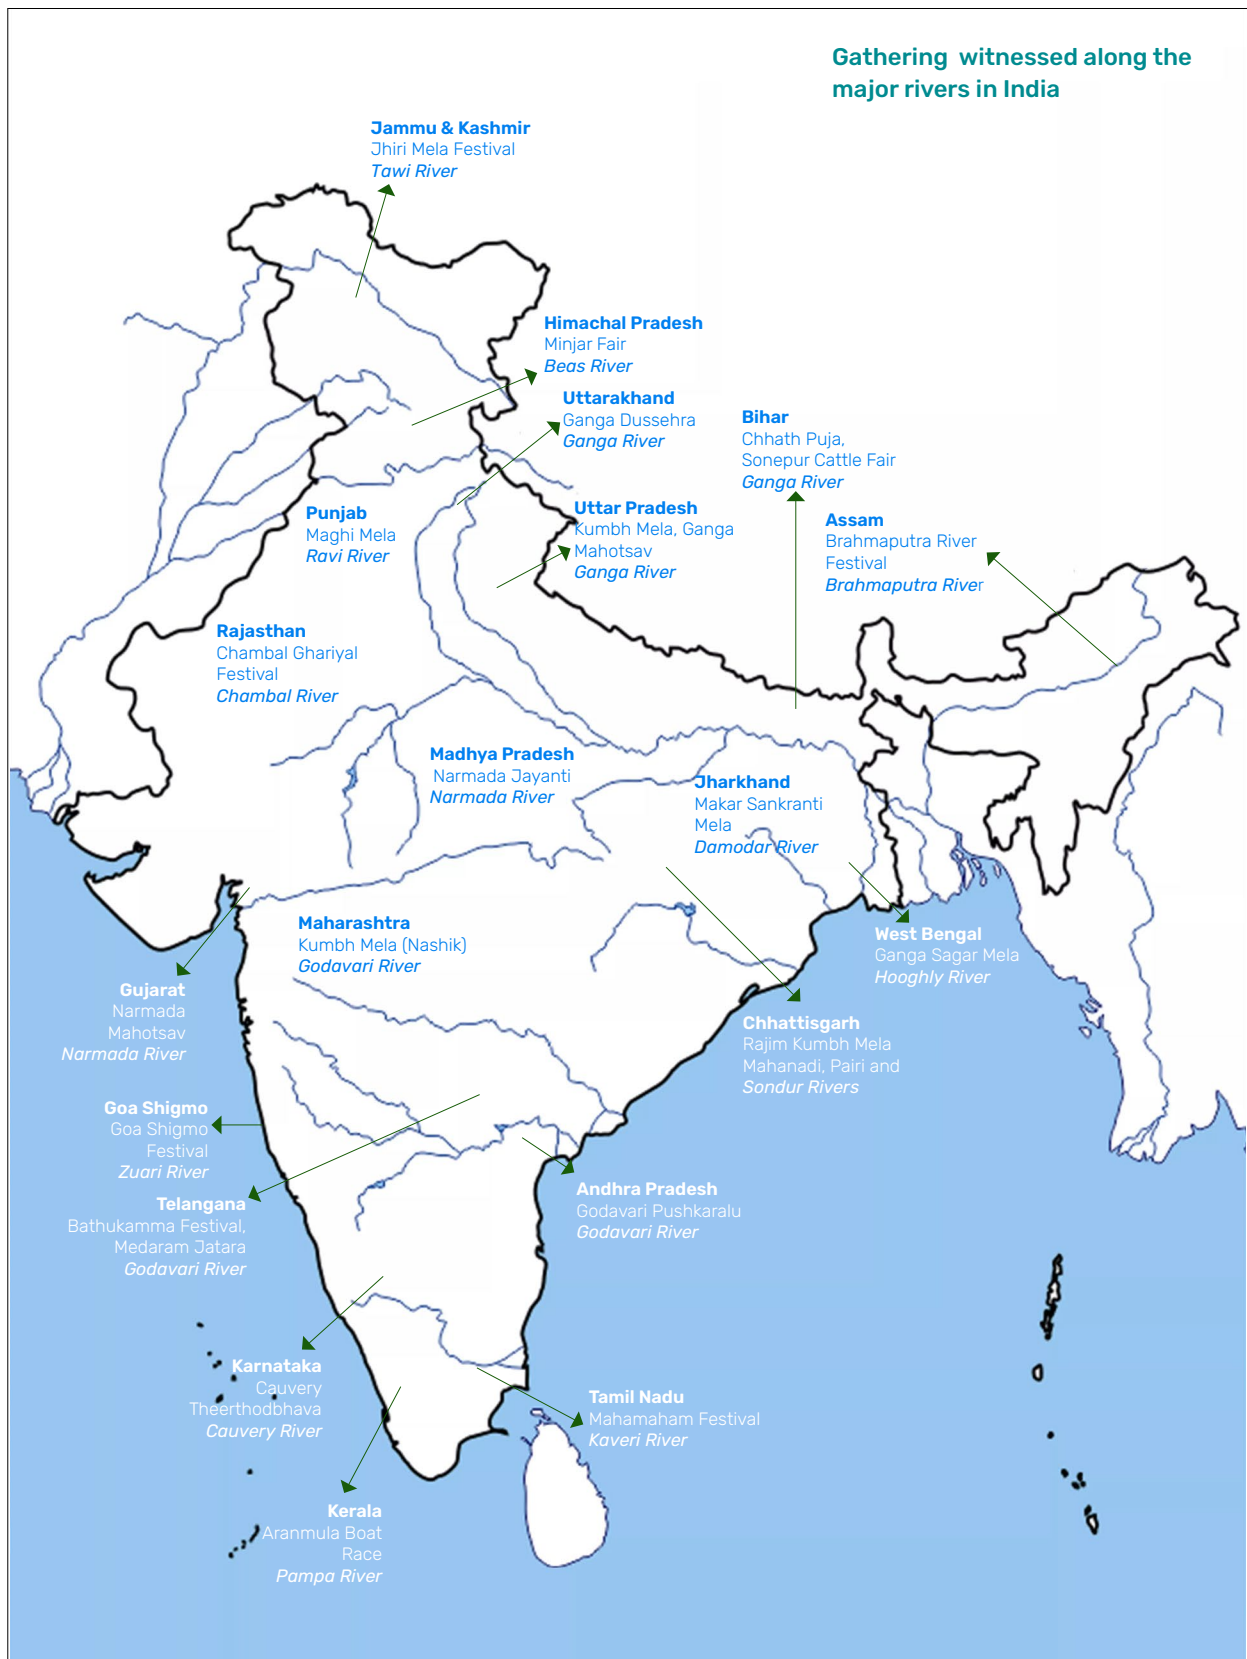 Gathering witnessed along the
major rivers in India
Jammu & Kashmir
Jhiri Mela Festival
Tawi River
Himachal Pradesh
Minjar Fair
Beas River
Uttarakhand
Ganga Dussehra
Ganga River
Bihar
Chhath Puja,
Sonepur Cattle Fair
Ganga River
Punjab
Maghi Mela
Ravi River
Uttar Pradesh
Kumbh Mela, Ganga
Mahotsav
Ganga River
Assam
Brahmaputra River
Festival
Brahmaputra River
Rajasthan
Chambal Ghariyal
Festival
Chambal River
Madhya Pradesh
Narmada Jayanti
Narmada River
Jharkhand
Makar Sankranti
Mela
Damodar River
Maharashtra
Kumbh Mela (Nashik)
Godavari River
West Bengal
Ganga Sagar Mela
Hooghly River
Gujarat
Narmada
Mahotsav
Narmada River
Chhattisgarh
Rajim Kumbh Mela
Mahanadi, Pairi and
Sondur Rivers
Goa Shigmo
Goa Shigmo
Festival
Zuari River
Telangana
Bathukamma Festival,
Medaram Jatara
Godavari River
Andhra Pradesh
Godavari Pushkaralu
Godavari River
Karnataka
Cauvery
Theerthodbhava
Cauvery River
Tamil Nadu
Mahamaham Festival
Kaveri River
Kerala
Aranmula Boat
Race
Pampa River